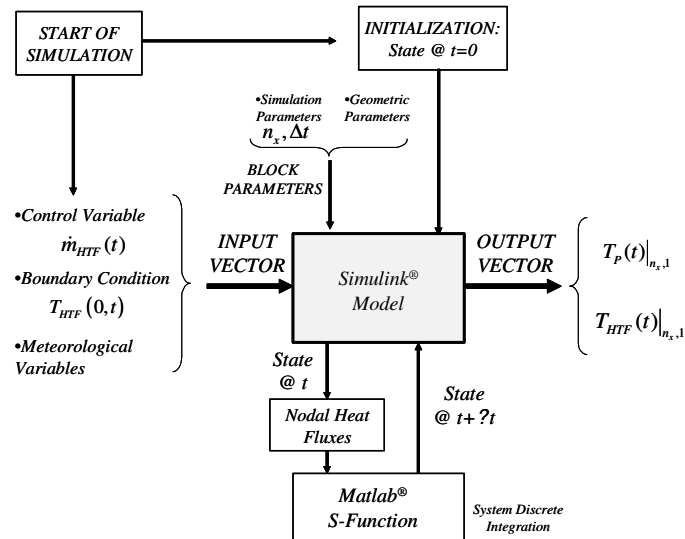 START OF
SIMULATION
INITIALIZATION:
State @ t=0
•Simulation
Parameters
n_x, Δt
•Geometric
Parameters
BLOCK
PARAMETERS
•Control Variable
ṁ_HTF(t)
•Boundary Condition
T_HTF(0,t)
•Meteorological
Variables
INPUT
VECTOR
Simulink®
Model
OUTPUT
VECTOR
T_P(t)|_{n_x,1}
T_HTF(t)|_{n_x,1}
State
@ t
Nodal Heat
Fluxes
State
@ t+?t
Matlab®
S-Function
System Discrete
Integration